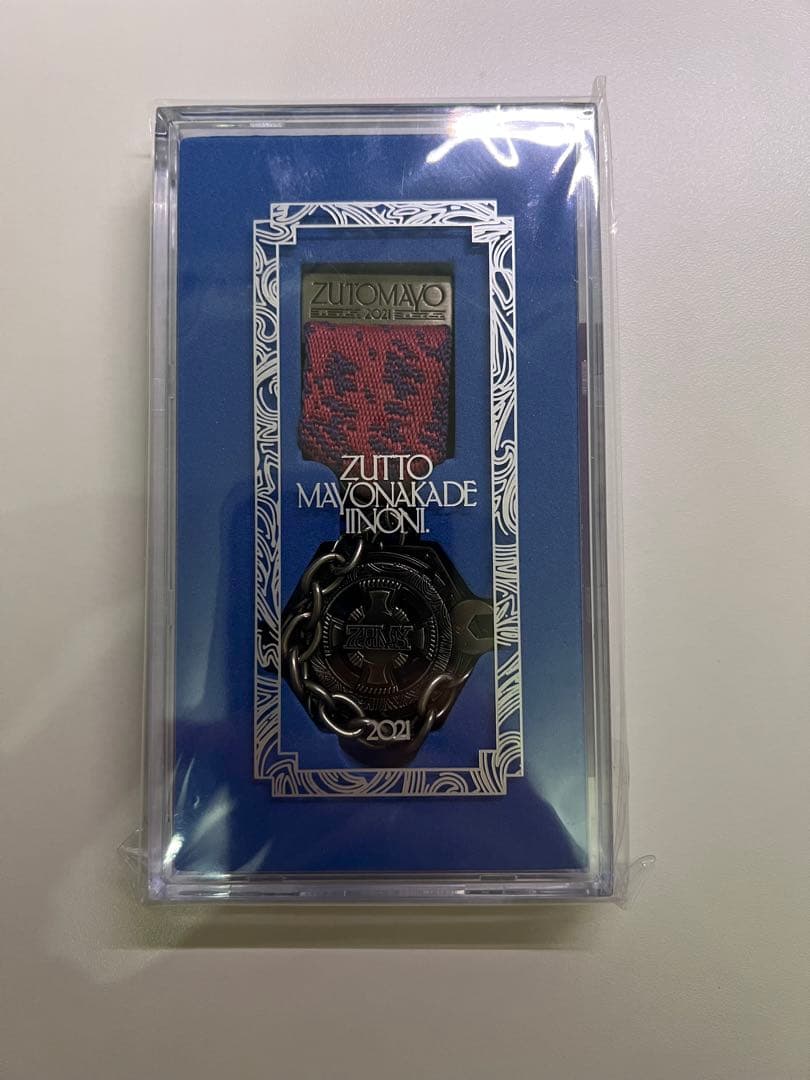 ZUTOMAYO
2021
ZUTTO
MAYONAKADE
IINONI.
2021